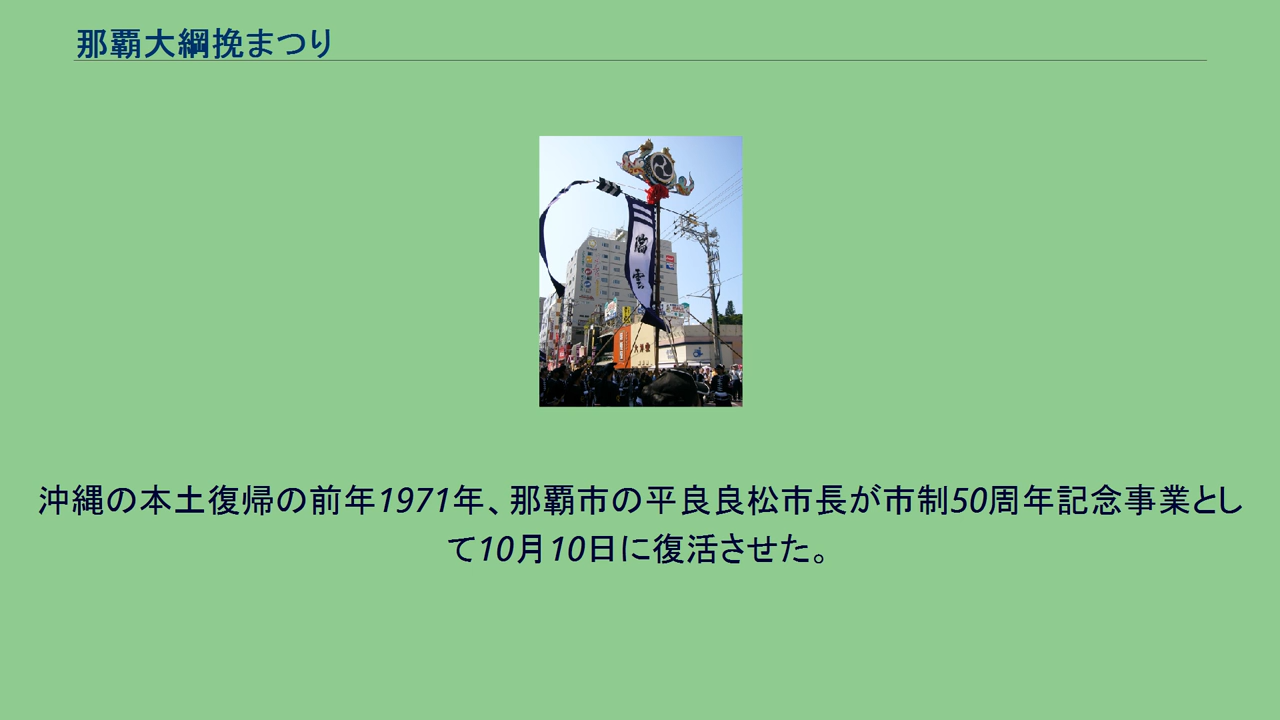 那覇大綱挽まつり
沖縄の本土復帰の前年1971年、那覇市の平良良松市長が市制50周年記念事業とし
て10月10日に復活させた。